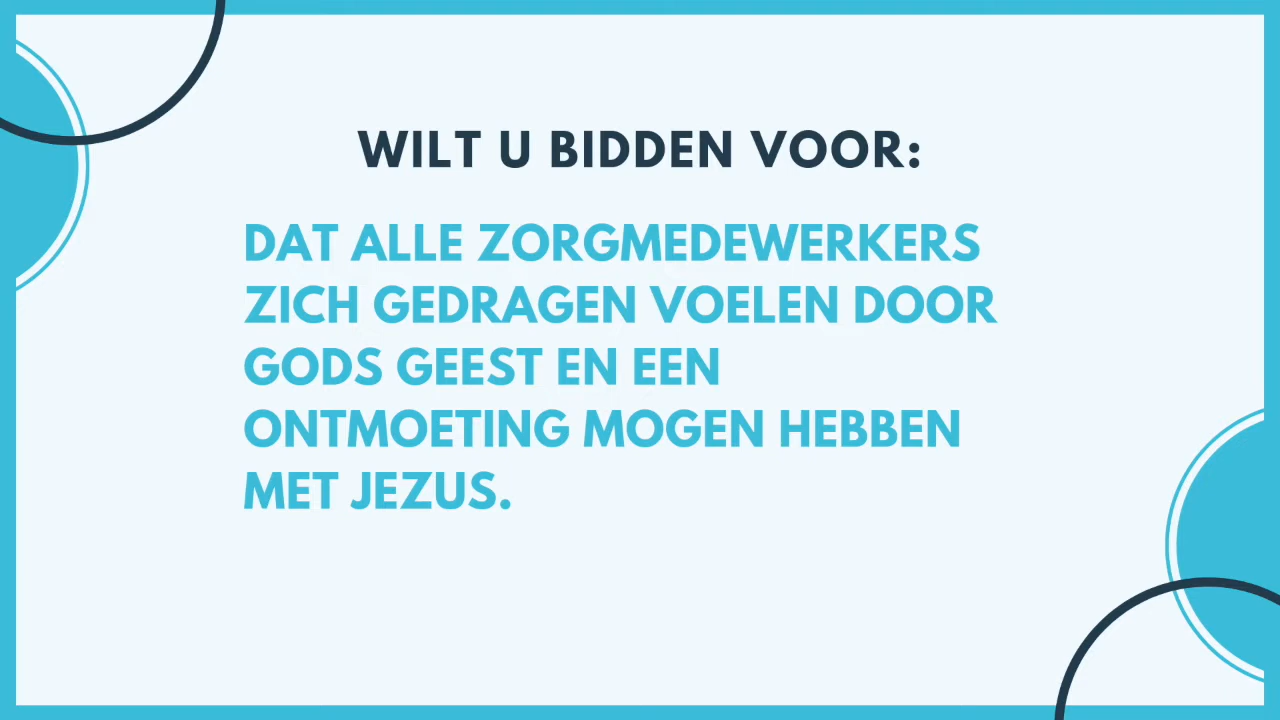 WILT U BIDDEN VOOR:
DAT ALLE ZORGMEDEWERKERS
ZICH GEDRAGEN VOELEN DOOR
GODS GEEST EN EEN
ONTMOETING MOGEN HEBBEN
MET JEZUS.